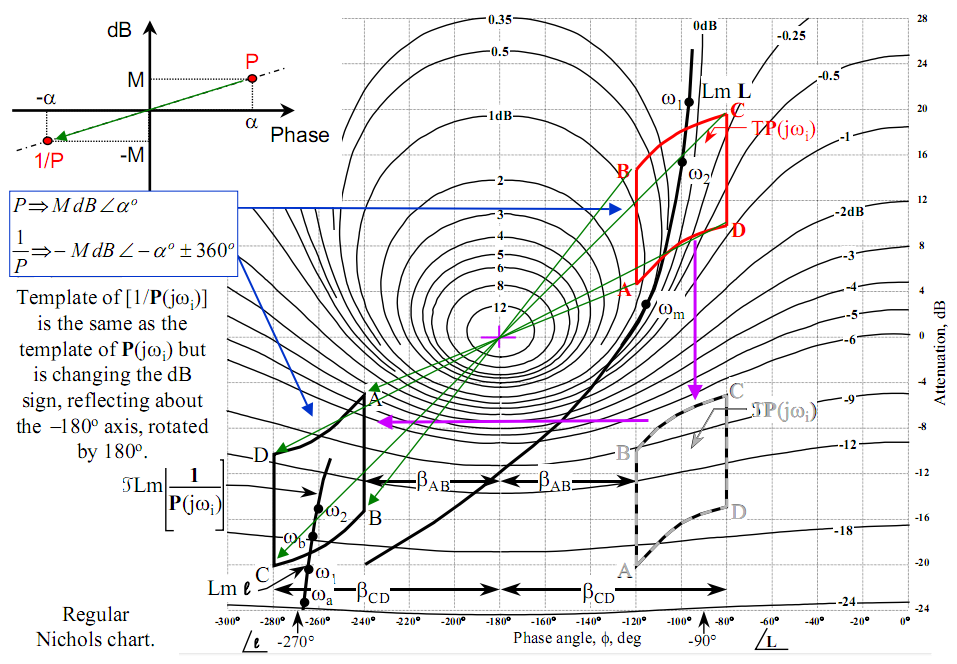 dB
M
P
-α
α
Phase
1/P
-M
P ⇒ M dB ∠α°
1/P ⇒ − M dB ∠ − α° ± 360°
Template of [1/P(jωi)]
is the same as the
template of P(jωi) but
is changing the dB
sign, reflecting about
the −180° axis, rotated
by 180°.
𝒯Lm[1/P(jωi)]
Lm ℓ
Regular
Nichols chart.
0.35
0.5
1dB
2
3
4
5
6
8
12
0dB
-0.25
-0.5
-1
-2dB
-3
-4
-5
-6
-9
-12
-18
-24
ω1
Lm L
C
TP(jωi)
B
ω2
D
A
ωm
C
𝒯P(jωi)
B
D
A
A
D
B
C
ω2
ωb
ω1
ωa
βAB
βAB
βCD
βCD
28
24
20
16
12
8
4
0
-4
-8
-12
-16
-20
-24
Attenuation, dB
-300°
-280°
-260°
-240°
-220°
-200°
-180°
-160°
-140°
-120°
-100°
-80°
-60°
-40°
-20°
0°
∠ℓ
-270°
Phase angle, ϕ, deg
-90°
∠L